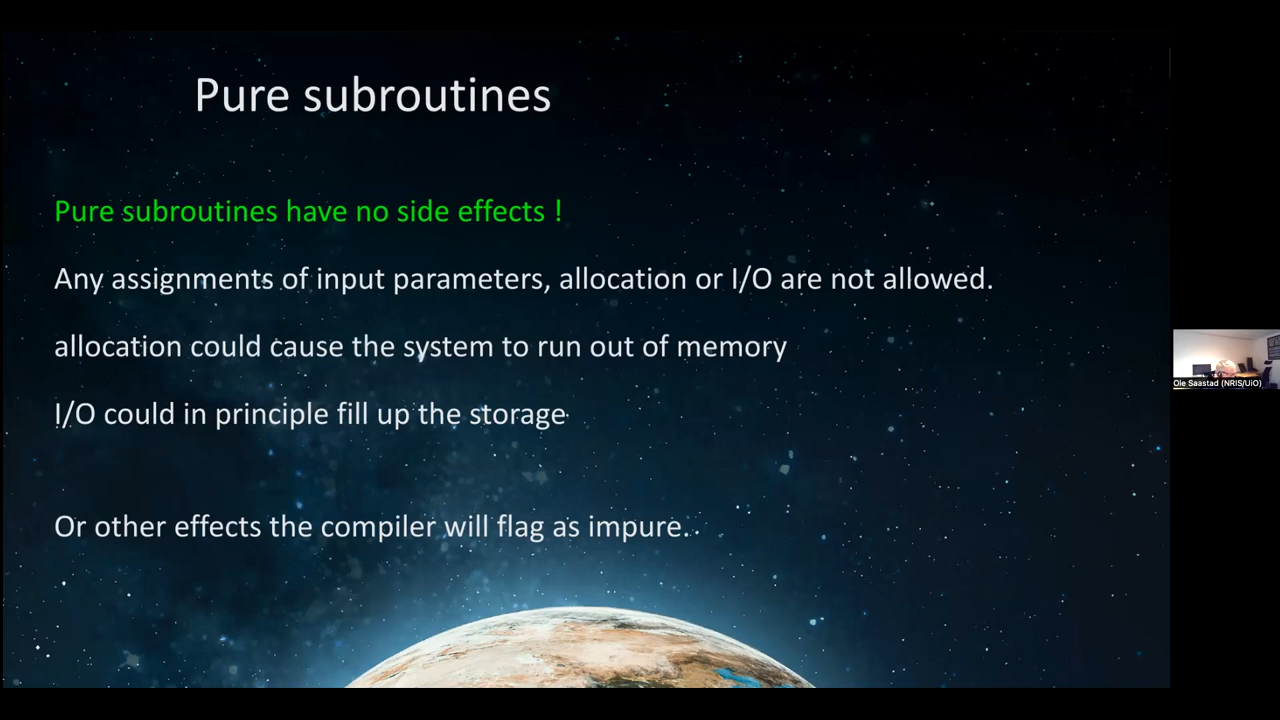 Pure subroutines
Pure subroutines have no side effects !
Any assignments of input parameters, allocation or I/O are not allowed.
allocation could cause the system to run out of memory
I/O could in principle fill up the storage
Or other effects the compiler will flag as impure.
Ole Saastad (NRIS/UiO)